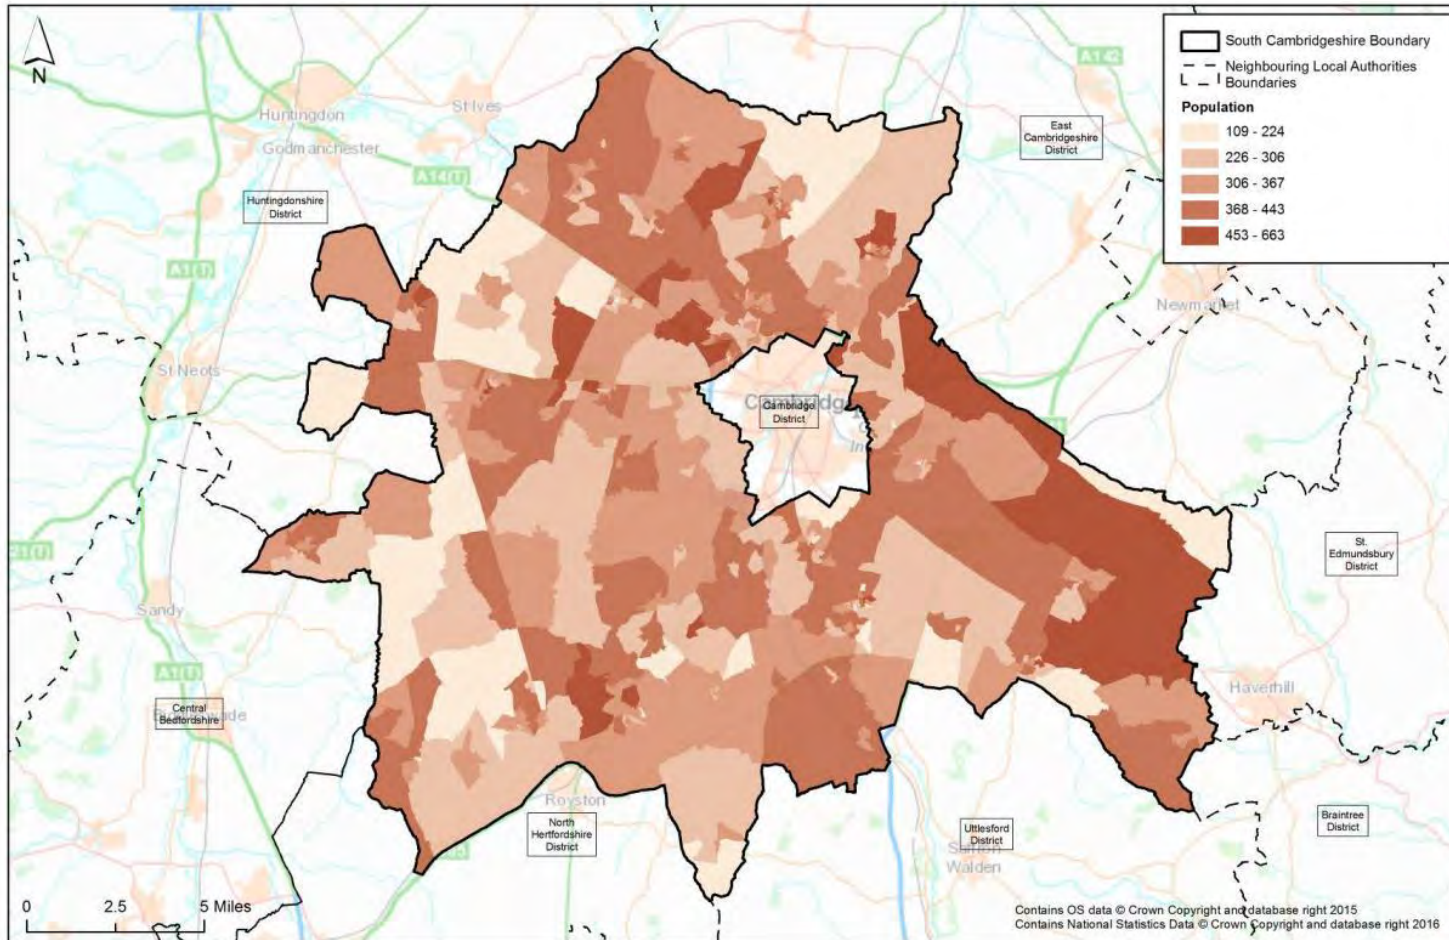 N
South Cambridgeshire Boundary
Neighbouring Local Authorities
Boundaries
Population
109 - 224
226 - 306
306 - 367
368 - 443
453 - 663
A142
St Ives
Huntingdon
Godmanchester
East
Cambridgeshire
District
A14(T)
Huntingdonshire
District
A1(T)
Newmarket
St Neots
Cambridge
District
St.
Edmundsbury
District
Sandy
A1(T)
Haverhill
Central
Bedfordshire
Royston
North
Hertfordshire
District
Braintree
District
Uttlesford
District
Walden
0 2.5 5 Miles
Contains OS data © Crown Copyright and database right 2015
Contains National Statistics Data © Crown Copyright and database right 2016